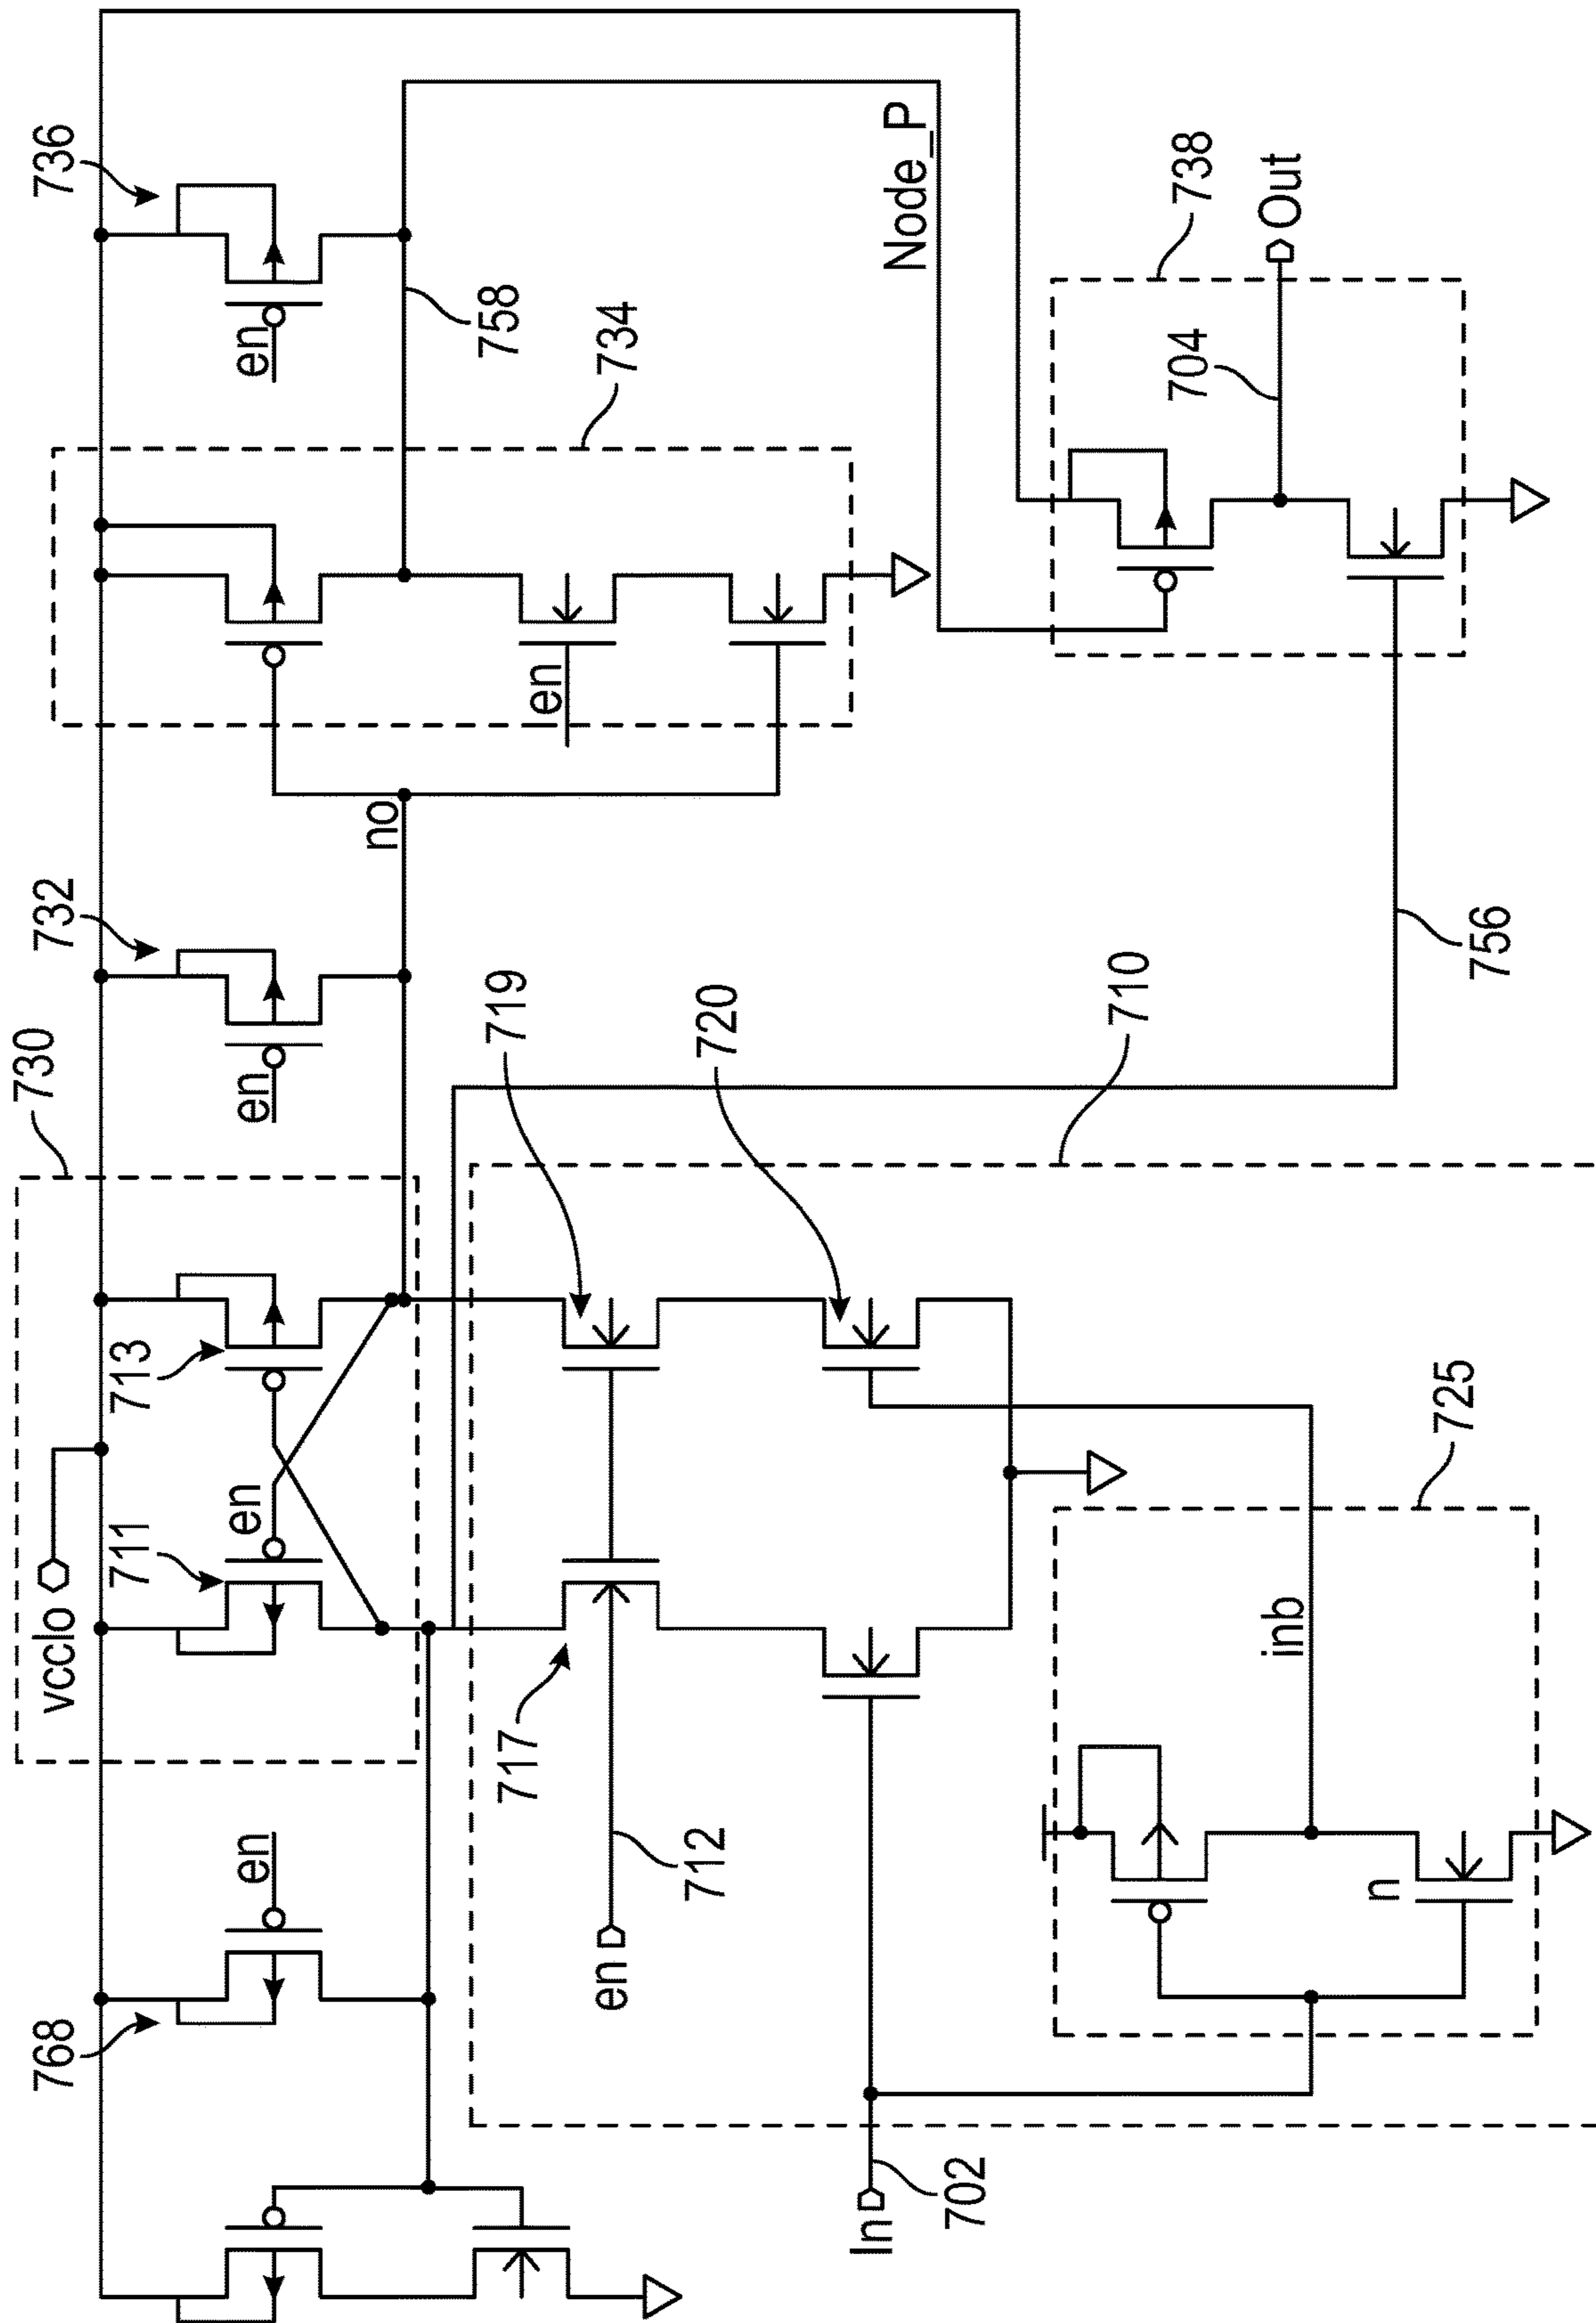 736
Node_P
738
Out
en
758
734
704
732
no
en
756
en
730
719
720
710
713
711
en
vcclo
725
inb
717
712
en
n
768
en
In
702